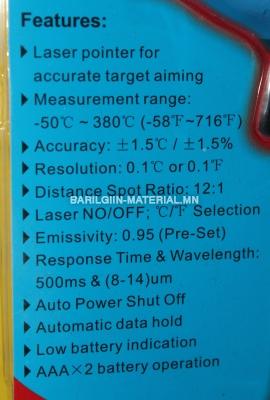 Features:
Laser pointer for
accurate target aiming
Measurement range:
-50℃ ~ 380℃ (-58℉~716℉)
Accuracy: ±1.5℃ / ±1.5%
Resolution: 0.1℃ or 0.1℉
Distance Spot Ratio: 12:1
BARILGIIN-MATERIAL.MN
Laser NO/OFF; ℃/℉ Selection
Emissivity: 0.95 (Pre-Set)
Response Time & Wavelength:
500ms & (8-14)um
Auto Power Shut Off
Automatic data hold
Low battery indication
AAA×2 battery operation